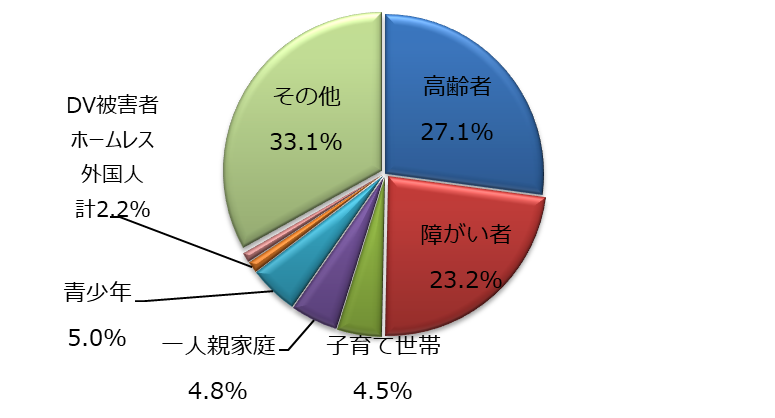 高齢者
27.1%
障がい者
23.2%
子育て世帯
4.5%
一人親家庭
4.8%
青少年
5.0%
DV被害者
ホームレス
外国人
計2.2%
その他
33.1%